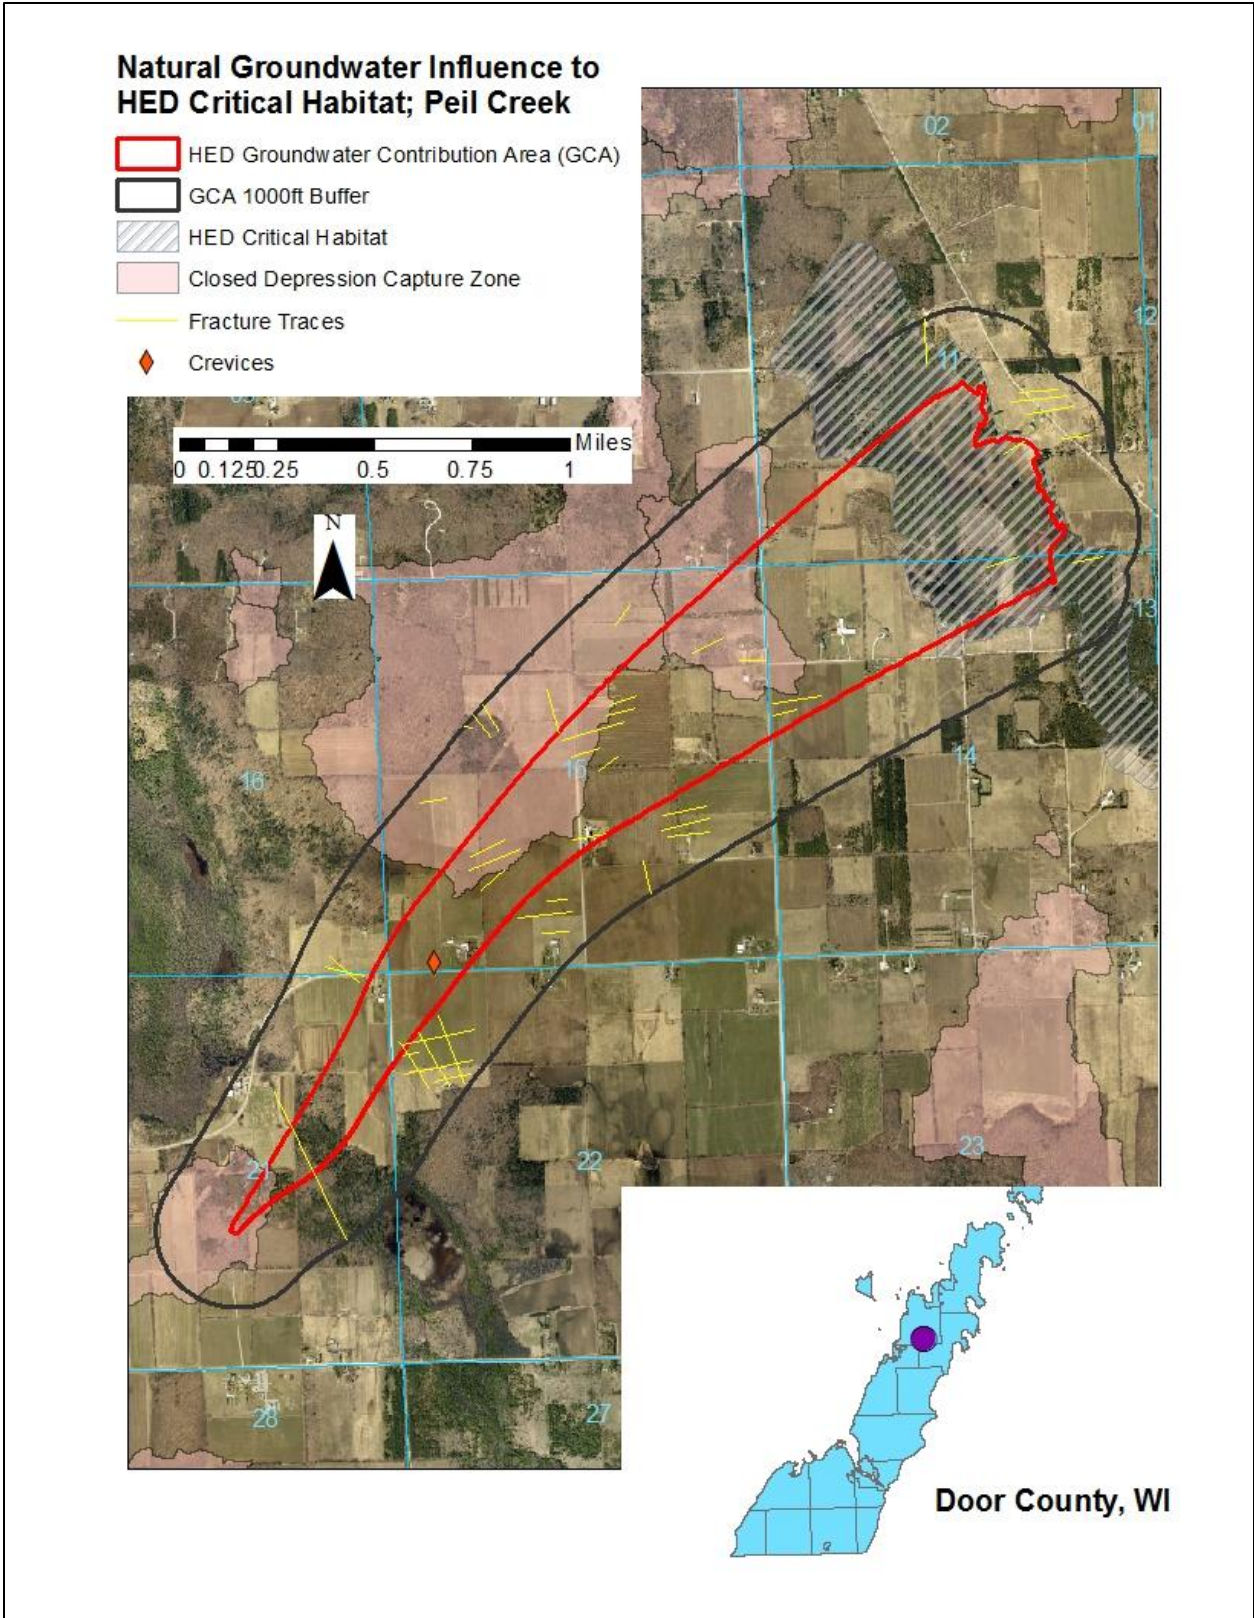 Natural Groundwater Influence to
HED Critical Habitat; Peil Creek
HED Groundwater Contribution Area (GCA)
GCA 1000ft Buffer
HED Critical Habitat
Closed Depression Capture Zone
Fracture Traces
Crevices
Miles
0 0.125 0.25 0.5 0.75 1
N
02
01
12
11
13
16
15
14
21
22
23
28
27
Door County, WI